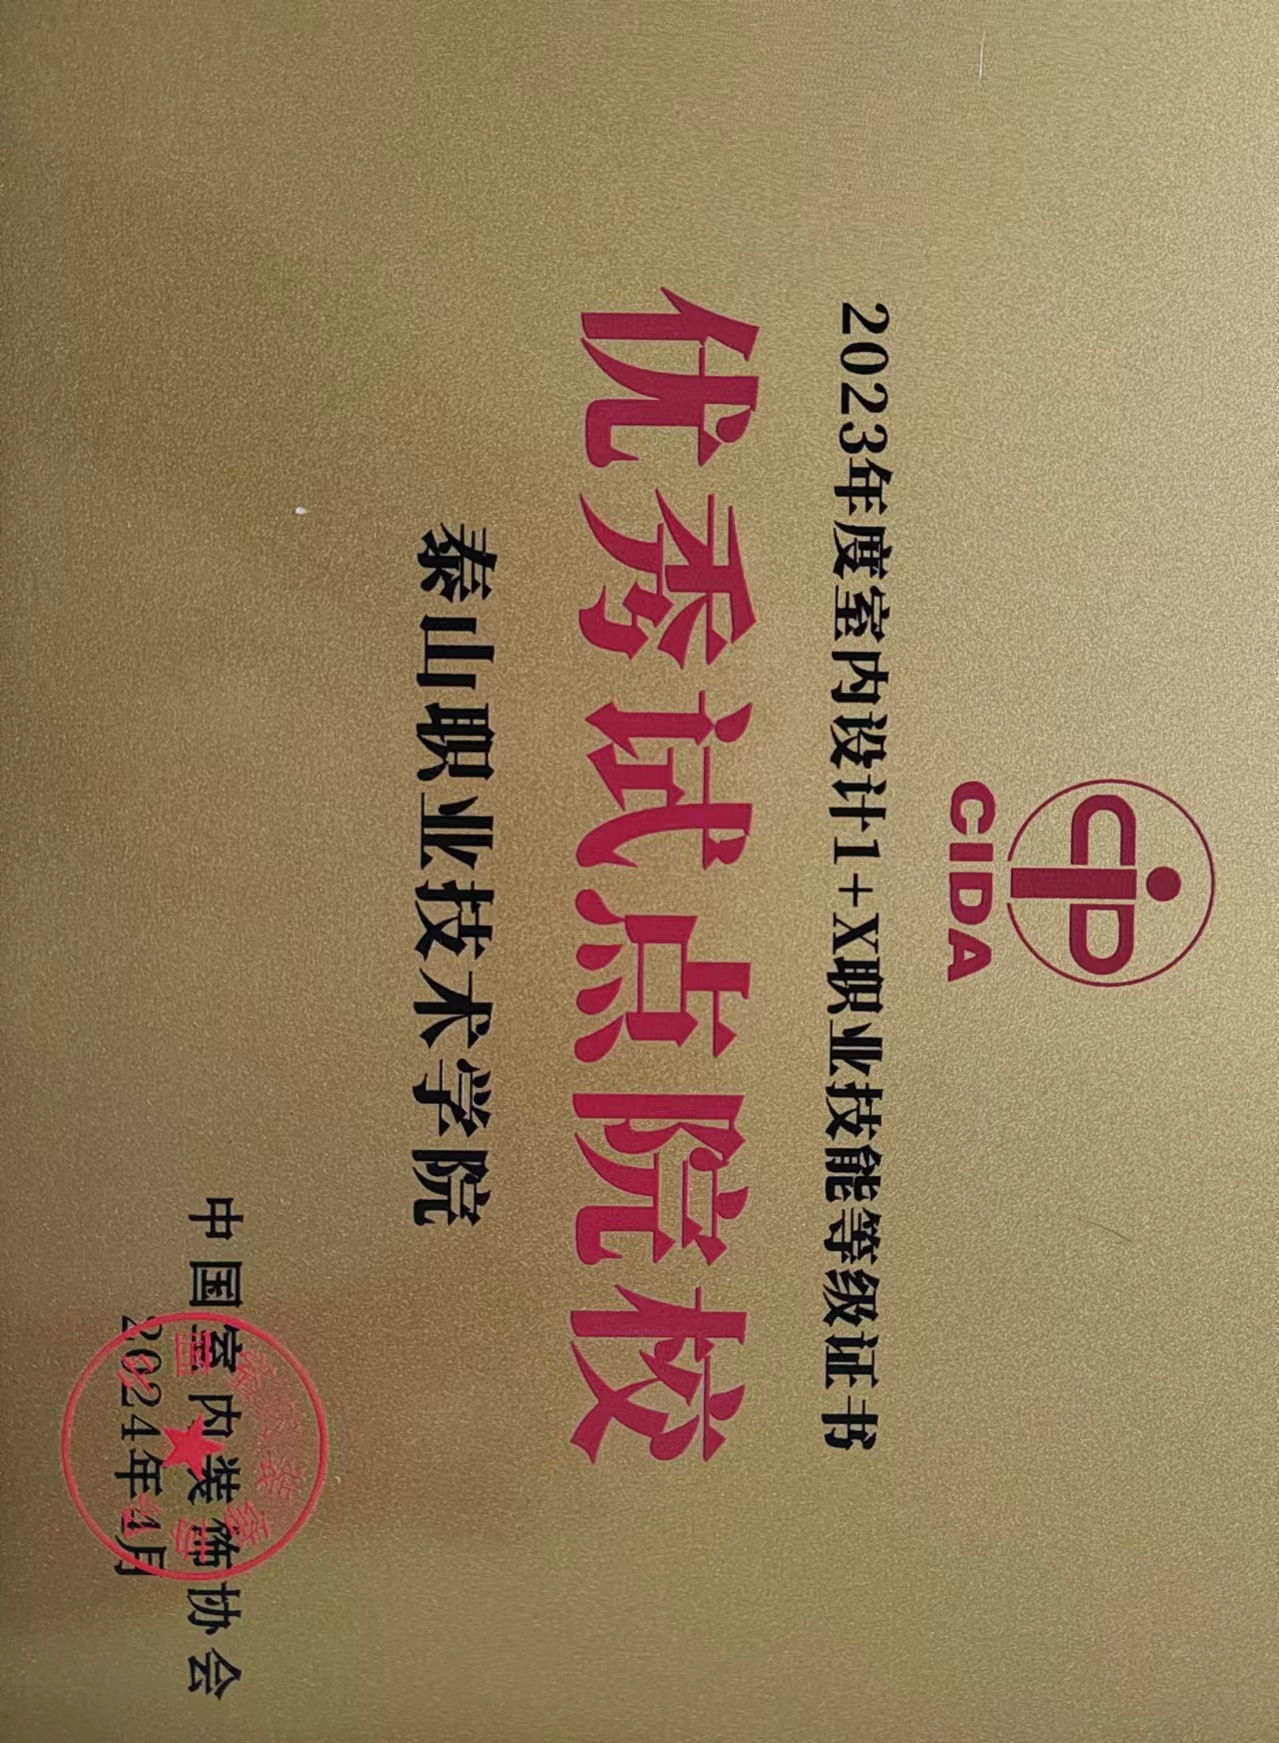 CIDA
2023年度室内设计1+X职业技能等级证书
优秀试点院校
泰山职业技术学院
中国室内装饰协会
2024年4月